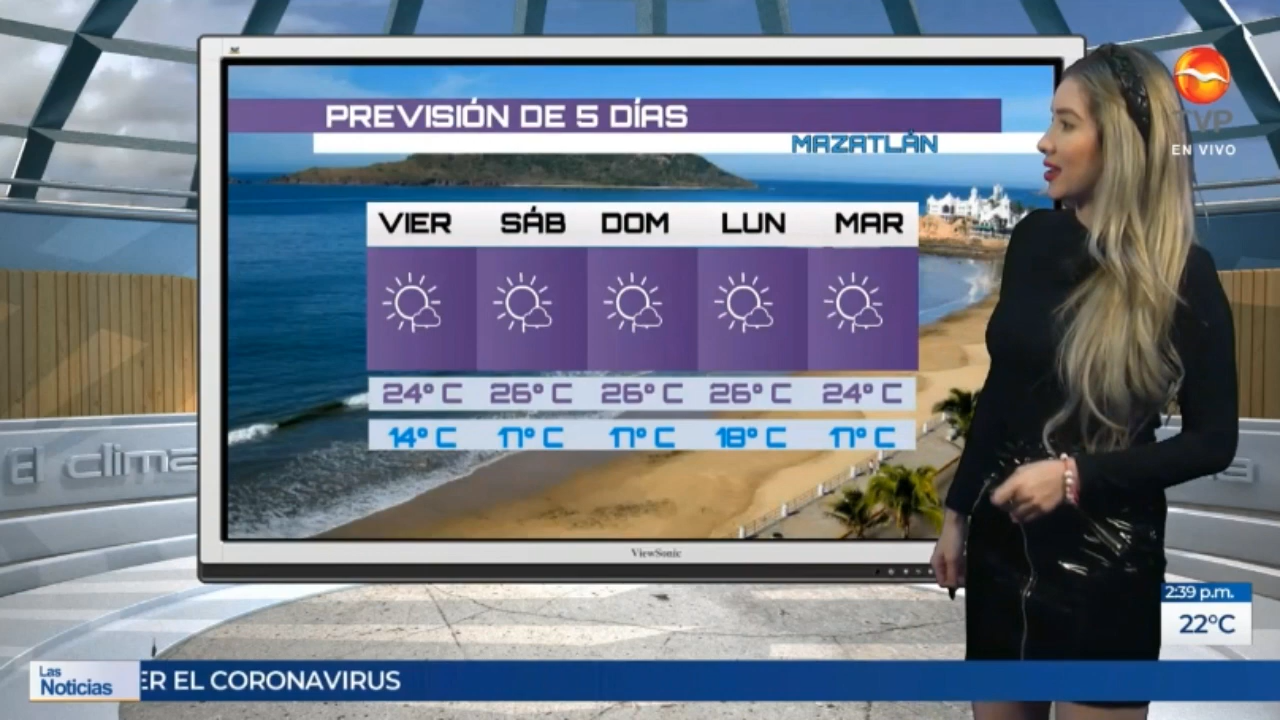 PREVISIÓN DE 5 DÍAS
MAZATLÁN
TVP
EN VIVO
VIER SÁB DOM LUN MAR
24° C 26° C 26° C 26° C 24° C
14° C 17° C 17° C 18° C 17° C
El clima
ViewSonic
2:39 p.m.
22°C
Las
Noticias
ER EL CORONAVIRUS